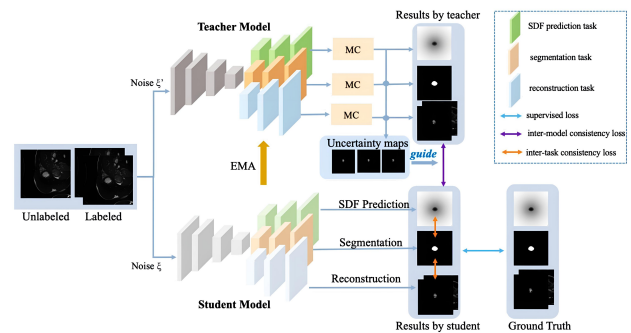 Teacher Model
Results by teacher
SDF prediction task
segmentation task
reconstruction task
supervised loss
inter-model consistency loss
inter-task consistency loss
Noise ξ'
MC
MC
MC
Uncertainty maps
guide
EMA
Unlabeled
Labeled
SDF Prediction
Segmentation
Reconstruction
Noise ξ
Student Model
Results by student
Ground Truth